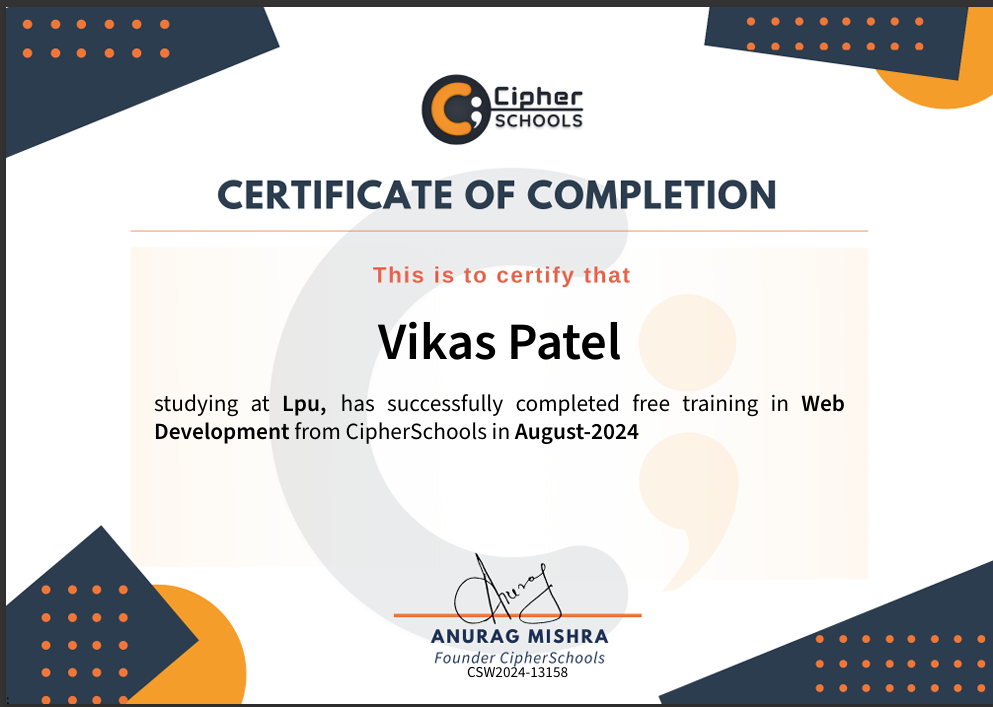 Cipher
SCHOOLS
CERTIFICATE OF COMPLETION
This is to certify that
Vikas Patel
studying at Lpu, has successfully completed free training in Web
Development from CipherSchools in August-2024
Anurag
ANURAG MISHRA
Founder CipherSchools
CSW2024-13158